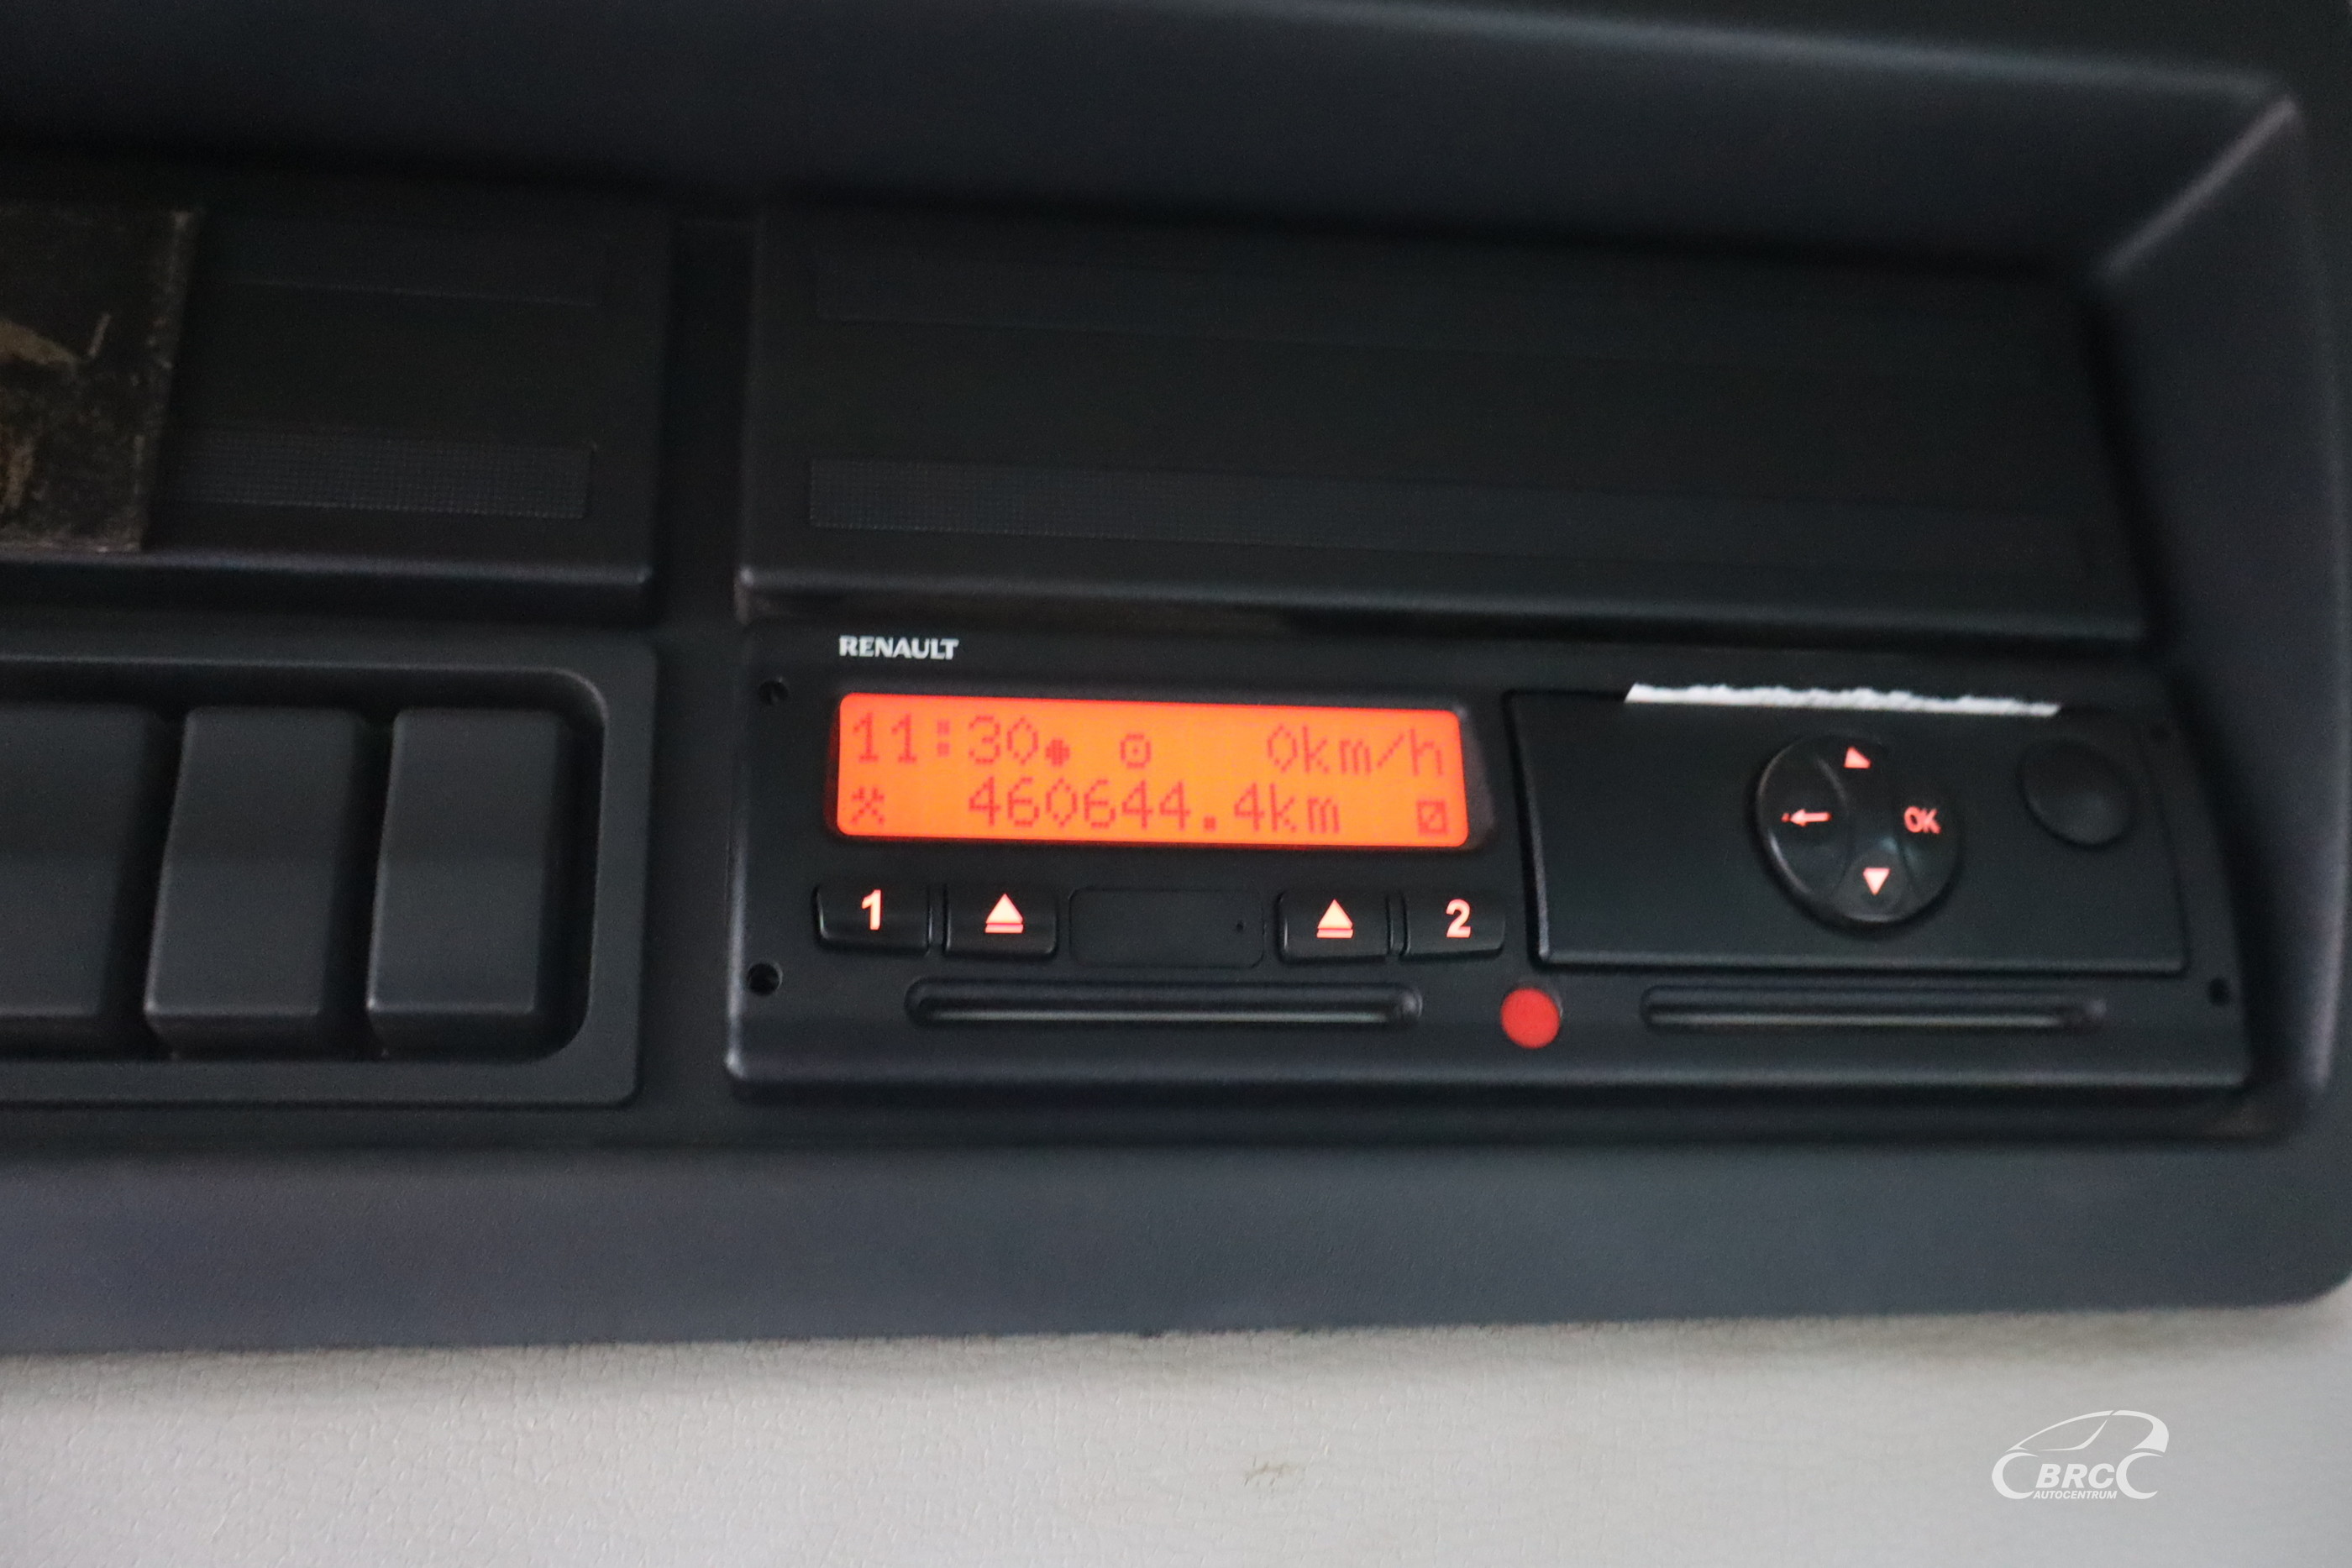 RENAULT
11:30 0km/h
460644.4km
1 2
OK
BRC
AUTOCENTRUM